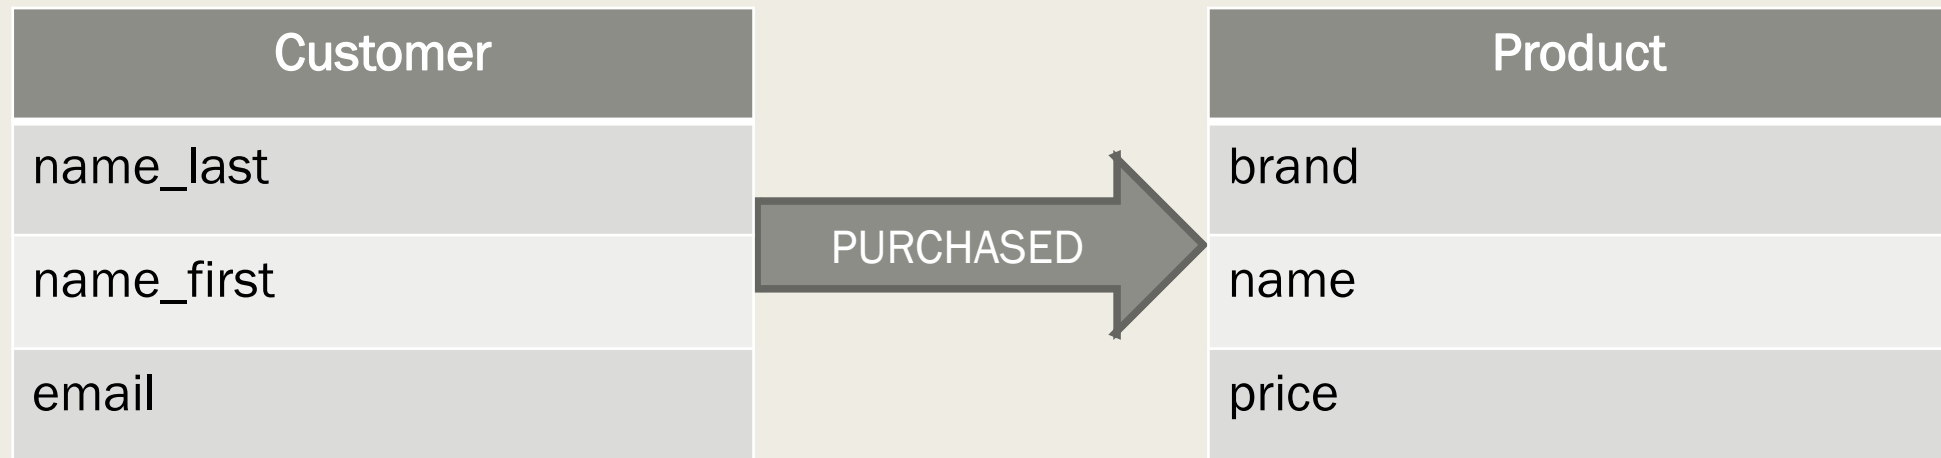 Customer
name_last
name_first
email
PURCHASED
Product
brand
name
price